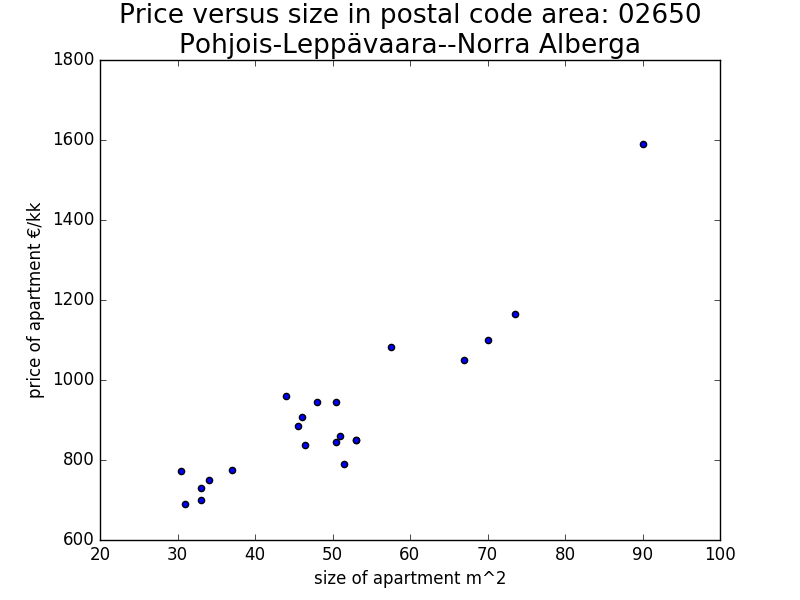 Price versus size in postal code area: 02650
Pohjois-Leppävaara--Norra Alberga
1800
1600
1400
1200
1000
800
600
price of apartment €/kk
20 30 40 50 60 70 80 90 100
size of apartment m^2